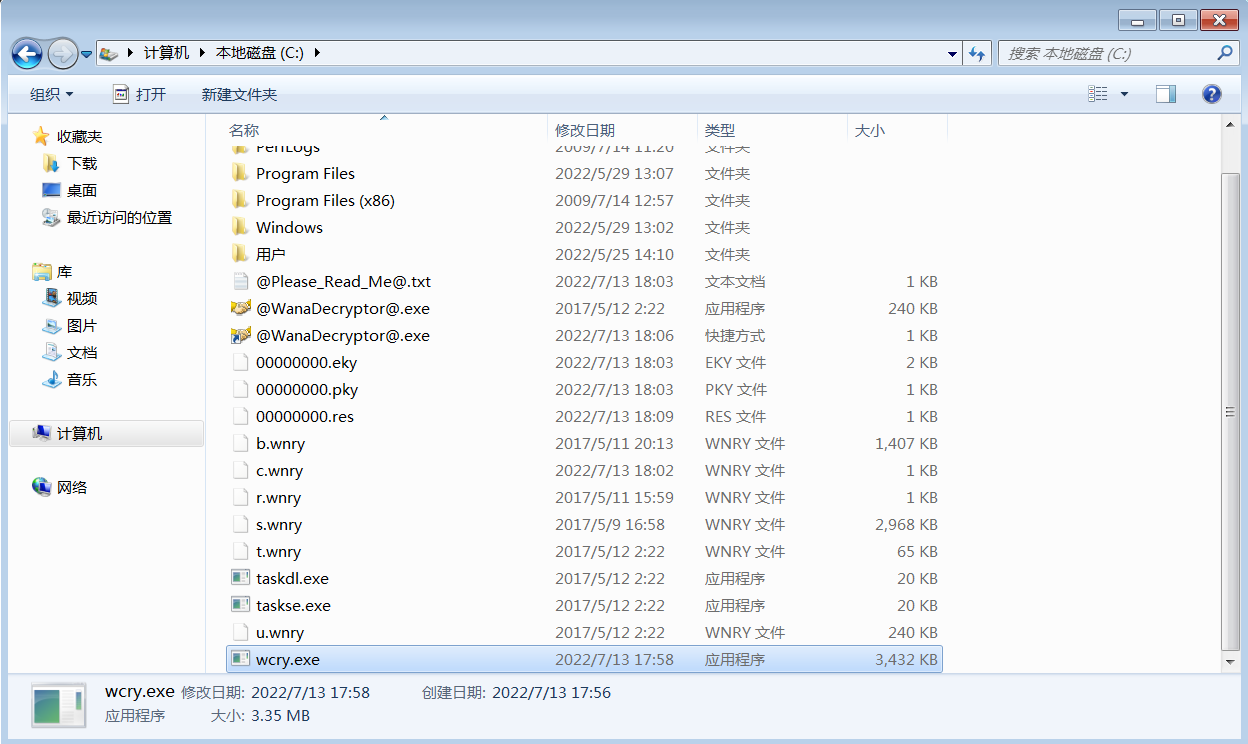 计算机 本地磁盘 (C:)
搜索 本地磁盘 (C:)
组织 打开 新建文件夹
收藏夹
下载
桌面
最近访问的位置
库
视频
图片
文档
音乐
计算机
网络
名称 修改日期 类型 大小
PerfLogs 2009/7/14 11:20 文件夹
Program Files 2022/5/29 13:07 文件夹
Program Files (x86) 2009/7/14 12:57 文件夹
Windows 2022/5/29 13:02 文件夹
用户 2022/5/25 14:10 文件夹
@Please_Read_Me@.txt 2022/7/13 18:03 文本文档 1 KB
@WanaDecryptor@.exe 2017/5/12 2:22 应用程序 240 KB
@WanaDecryptor@.exe 2022/7/13 18:06 快捷方式 1 KB
00000000.eky 2022/7/13 18:03 EKY 文件 2 KB
00000000.pky 2022/7/13 18:03 PKY 文件 1 KB
00000000.res 2022/7/13 18:09 RES 文件 1 KB
b.wnry 2017/5/11 20:13 WNRY 文件 1,407 KB
c.wnry 2022/7/13 18:02 WNRY 文件 1 KB
r.wnry 2017/5/11 15:59 WNRY 文件 1 KB
s.wnry 2017/5/9 16:58 WNRY 文件 2,968 KB
t.wnry 2017/5/12 2:22 WNRY 文件 65 KB
taskdl.exe 2017/5/12 2:22 应用程序 20 KB
taskse.exe 2017/5/12 2:22 应用程序 20 KB
u.wnry 2017/5/12 2:22 WNRY 文件 240 KB
wcry.exe 2022/7/13 17:58 应用程序 3,432 KB
wcry.exe 修改日期: 2022/7/13 17:58 创建日期: 2022/7/13 17:56
应用程序 大小: 3.35 MB